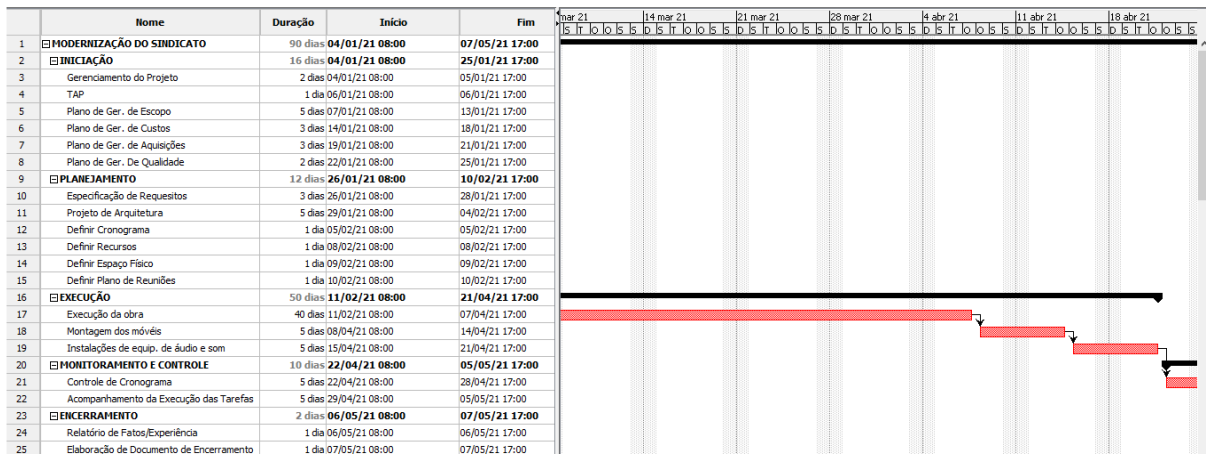 Nome Duração Início Fim
mar 21 14 mar 21 21 mar 21 28 mar 21 4 abr 21 11 abr 21 18 abr 21
S T Q Q S S D S T Q Q S S D S T Q Q S S D S T Q Q S S D S T Q Q S S D S T Q Q S S D S T Q Q S S
1 MODERNIZAÇÃO DO SINDICATO 90 dias 04/01/21 08:00 07/05/21 17:00
2 INICIAÇÃO 16 dias 04/01/21 08:00 25/01/21 17:00
3 Gerenciamento do Projeto 2 dias 04/01/21 08:00 05/01/21 17:00
4 TAP 1 dia 06/01/21 08:00 06/01/21 17:00
5 Plano de Ger. de Escopo 5 dias 07/01/21 08:00 13/01/21 17:00
6 Plano de Ger. de Custos 3 dias 14/01/21 08:00 18/01/21 17:00
7 Plano de Ger. de Aquisições 3 dias 19/01/21 08:00 21/01/21 17:00
8 Plano de Ger. De Qualidade 2 dias 22/01/21 08:00 25/01/21 17:00
9 PLANEJAMENTO 12 dias 26/01/21 08:00 10/02/21 17:00
10 Especificação de Requesitos 3 dias 26/01/21 08:00 28/01/21 17:00
11 Projeto de Arquitetura 5 dias 29/01/21 08:00 04/02/21 17:00
12 Definir Cronograma 1 dia 05/02/21 08:00 05/02/21 17:00
13 Definir Recursos 1 dia 08/02/21 08:00 08/02/21 17:00
14 Definir Espaço Físico 1 dia 09/02/21 08:00 09/02/21 17:00
15 Definir Plano de Reuniões 1 dia 10/02/21 08:00 10/02/21 17:00
16 EXECUÇÃO 50 dias 11/02/21 08:00 21/04/21 17:00
17 Execução da obra 40 dias 11/02/21 08:00 07/04/21 17:00
18 Montagem dos móvéis 5 dias 08/04/21 08:00 14/04/21 17:00
19 Instalações de equip. de áudio e som 5 dias 15/04/21 08:00 21/04/21 17:00
20 MONITORAMENTO E CONTROLE 10 dias 22/04/21 08:00 05/05/21 17:00
21 Controle de Cronograma 5 dias 22/04/21 08:00 28/04/21 17:00
22 Acompanhamento da Execução das Tarefas 5 dias 29/04/21 08:00 05/05/21 17:00
23 ENCERRAMENTO 2 dias 06/05/21 08:00 07/05/21 17:00
24 Relatório de Fatos/Experiência 1 dia 06/05/21 08:00 06/05/21 17:00
25 Elaboração de Documento de Encerramento 1 dia 07/05/21 08:00 07/05/21 17:00